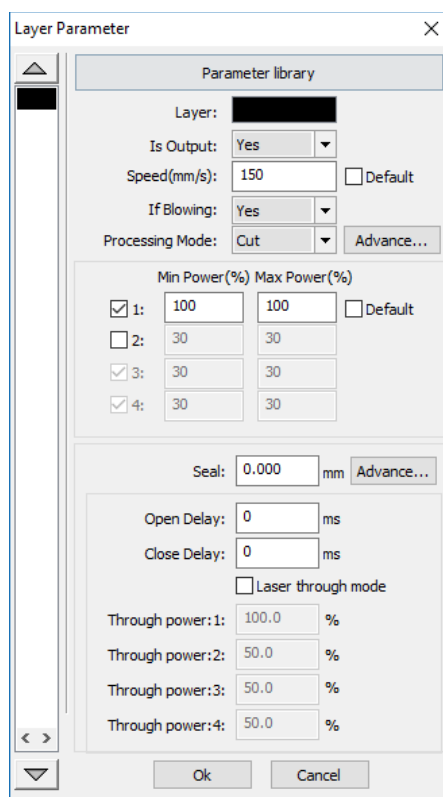 Layer Parameter
Parameter library
Layer:
Is Output: Yes
Speed(mm/s): 150 Default
If Blowing: Yes
Processing Mode: Cut Advance...
Min Power(%) Max Power(%)
1: 100 100 Default
2: 30 30
3: 30 30
4: 30 30
Seal: 0.000 mm Advance...
Open Delay: 0 ms
Close Delay: 0 ms
Laser through mode
Through power:1: 100.0 %
Through power:2: 50.0 %
Through power:3: 50.0 %
Through power:4: 50.0 %
Ok Cancel